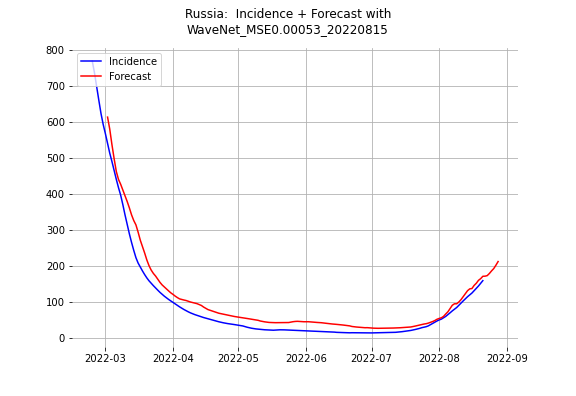 Russia:  Incidence + Forecast with
WaveNet_MSE0.00053_20220815
Incidence
Forecast
800
700
600
500
400
300
200
100
0
2022-03 2022-04 2022-05 2022-06 2022-07 2022-08 2022-09